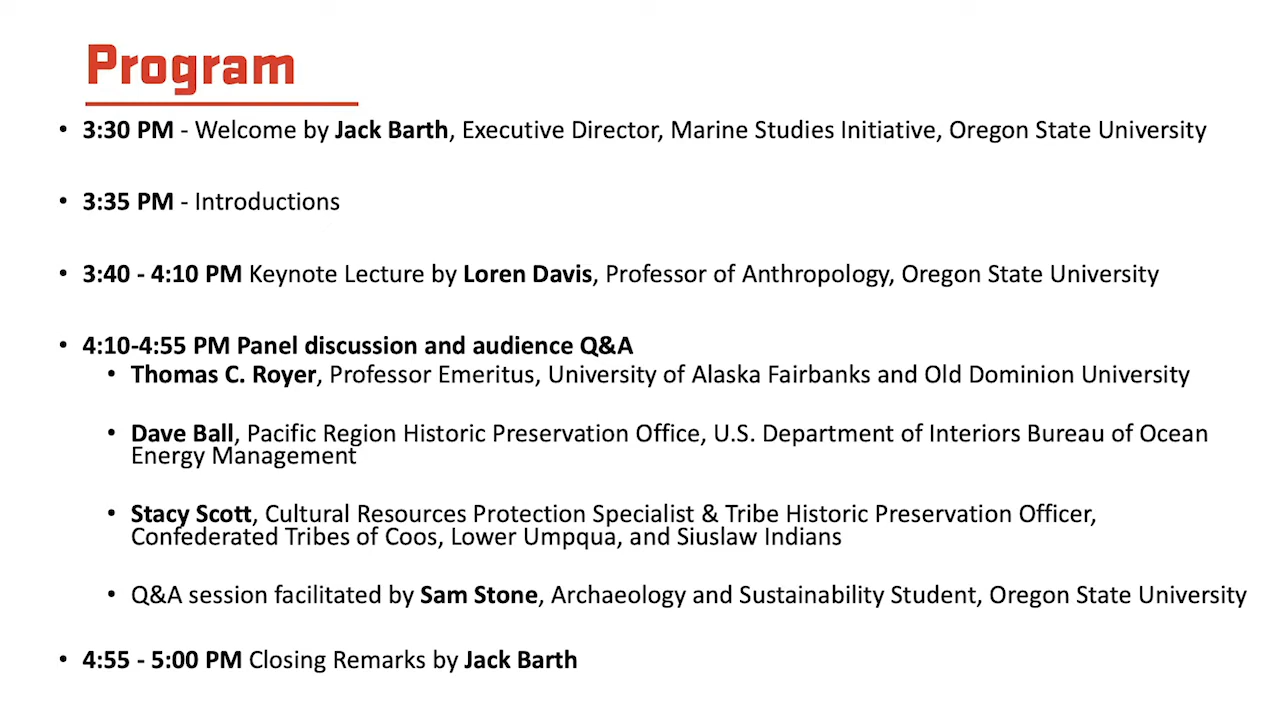 Program
• 3:30 PM - Welcome by Jack Barth, Executive Director, Marine Studies Initiative, Oregon State University
• 3:35 PM - Introductions
• 3:40 - 4:10 PM Keynote Lecture by Loren Davis, Professor of Anthropology, Oregon State University
• 4:10-4:55 PM Panel discussion and audience Q&A
• Thomas C. Royer, Professor Emeritus, University of Alaska Fairbanks and Old Dominion University
• Dave Ball, Pacific Region Historic Preservation Office, U.S. Department of Interiors Bureau of Ocean
Energy Management
• Stacy Scott, Cultural Resources Protection Specialist & Tribe Historic Preservation Officer,
Confederated Tribes of Coos, Lower Umpqua, and Siuslaw Indians
• Q&A session facilitated by Sam Stone, Archaeology and Sustainability Student, Oregon State University
• 4:55 - 5:00 PM Closing Remarks by Jack Barth